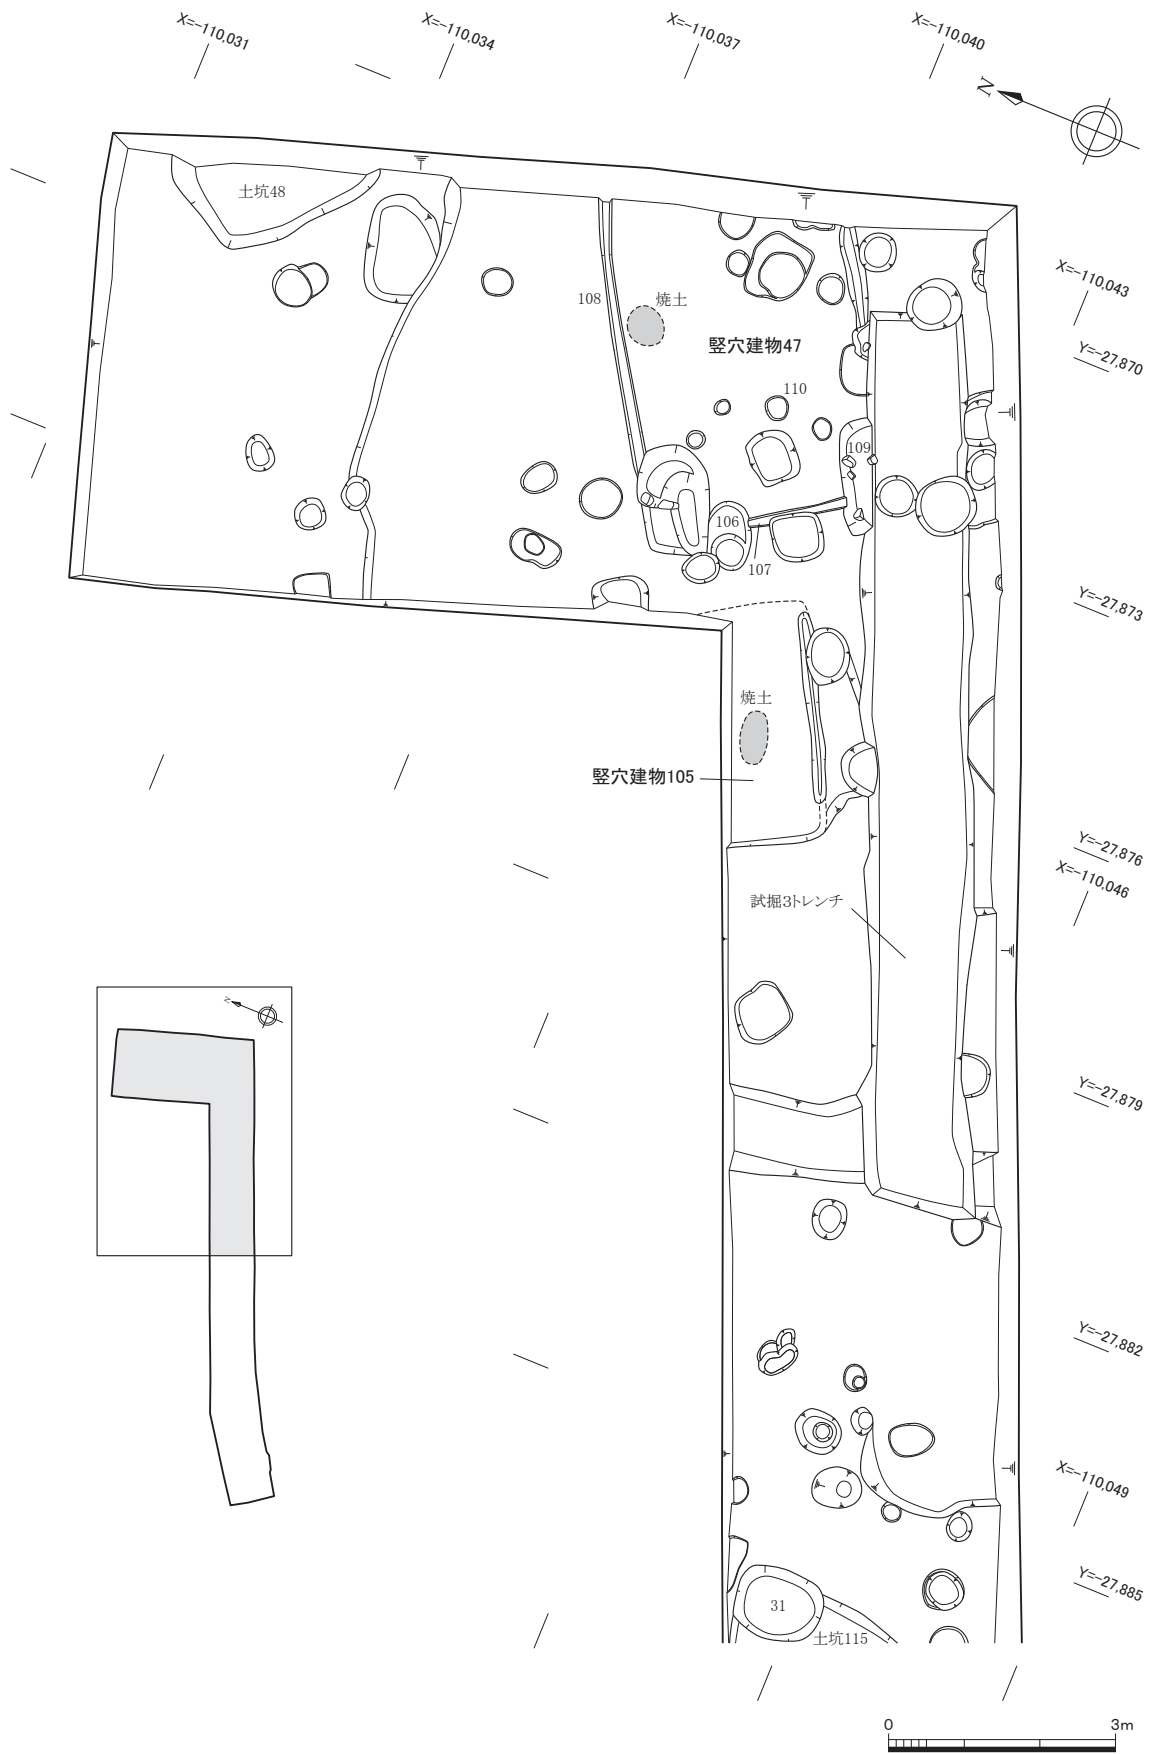 X=-110,031
X=-110,034
X=-110,037
X=-110,040
N
土坑48
X=-110,043
108
焼土
竪穴建物47
Y=-27,870
110
109
106
107
Y=-27,873
焼土
竪穴建物105
Y=-27,876
X=-110,046
試掘3トレンチ
N
Y=-27,879
Y=-27,882
X=-110,049
Y=-27,885
31
土坑115
0
3m